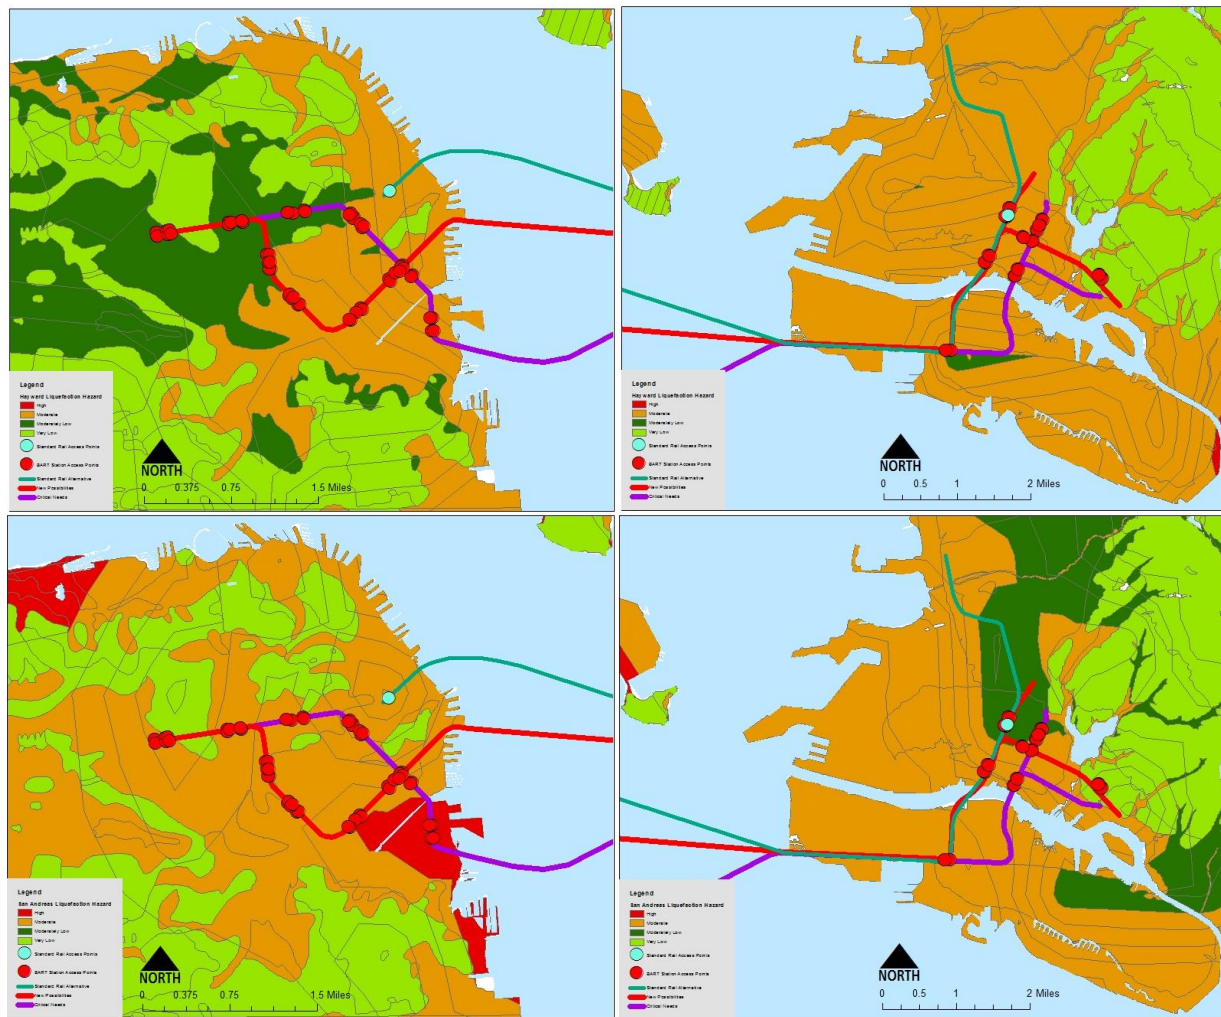 Legend
Hayward Liquefaction Hazard
High
Moderate
Moderately Low
Very Low
Standard Rail Access Points
BART Station Access Points
Standard Rail Alternative
New Possibilities
Critical Needs
NORTH
0 0.375 0.75 1.5 Miles
Legend
Hayward Liquefaction Hazard
High
Moderate
Moderately Low
Very Low
Standard Rail Access Points
BART Station Access Points
Standard Rail Alternative
New Possibilities
Critical Needs
NORTH
0 0.5 1 2 Miles
Legend
San Andreas Liquefaction Hazard
High
Moderate
Moderately Low
Very Low
Standard Rail Access Points
BART Station Access Points
Standard Rail Alternative
New Possibilities
Critical Needs
NORTH
0 0.375 0.75 1.5 Miles
Legend
San Andreas Liquefaction Hazard
High
Moderate
Moderately Low
Very Low
Standard Rail Access Points
BART Station Access Points
Standard Rail Alternative
New Possibilities
Critical Needs
NORTH
0 0.5 1 2 Miles